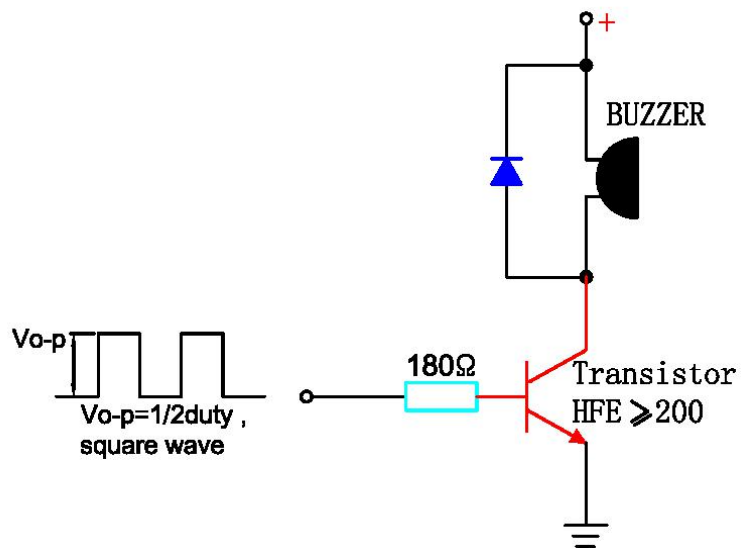 +
BUZZER
Vo-p
180Ω
Transistor
HFE ⩾200
Vo-p=1/2duty ,
square wave